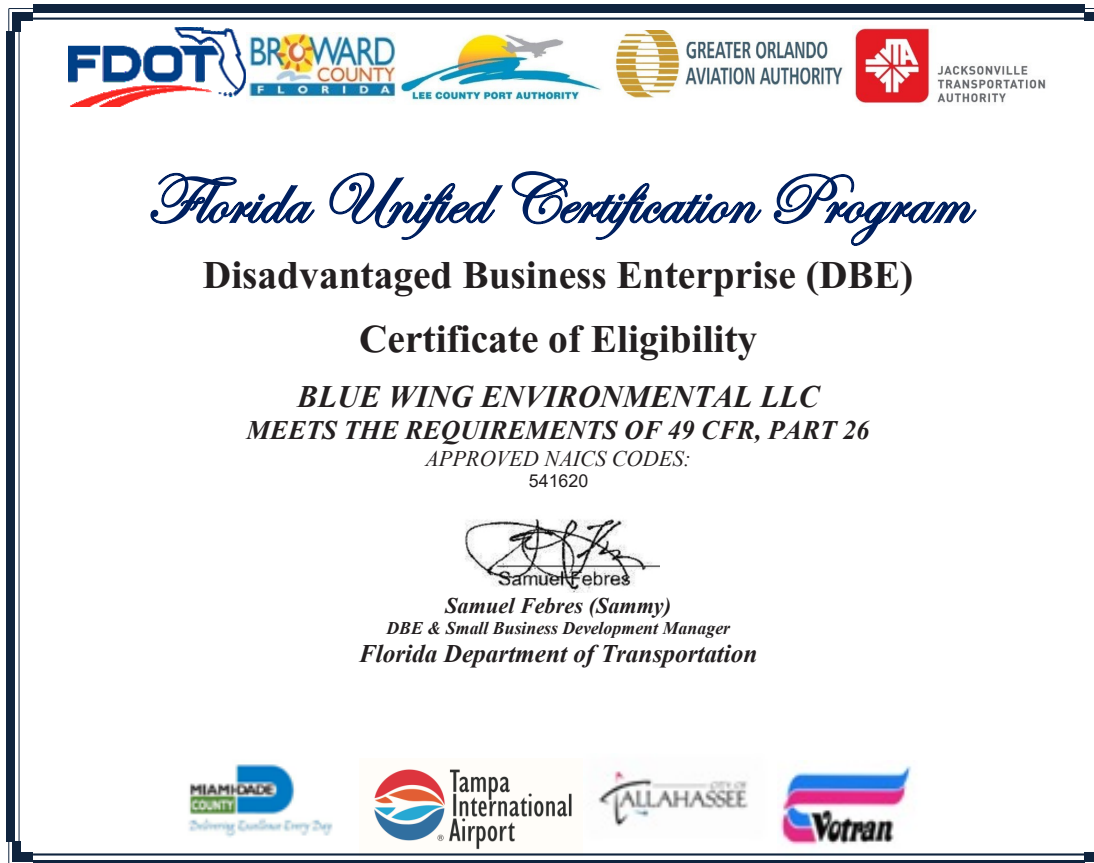 FDOT
BROWARD
COUNTY
FLORIDA
LEE COUNTY PORT AUTHORITY
GREATER ORLANDO
AVIATION AUTHORITY
JTA
JACKSONVILLE
TRANSPORTATION
AUTHORITY
Florida Unified Certification Program
Disadvantaged Business Enterprise (DBE)
Certificate of Eligibility
BLUE WING ENVIRONMENTAL LLC
MEETS THE REQUIREMENTS OF 49 CFR, PART 26
APPROVED NAICS CODES:
541620
Samuel Febres
Samuel Febres (Sammy)
DBE & Small Business Development Manager
Florida Department of Transportation
MIAMI-DADE
COUNTY
Delivering Excellence Every Day
Tampa
International
Airport
®
CITY OF
TALLAHASSEE
Votran